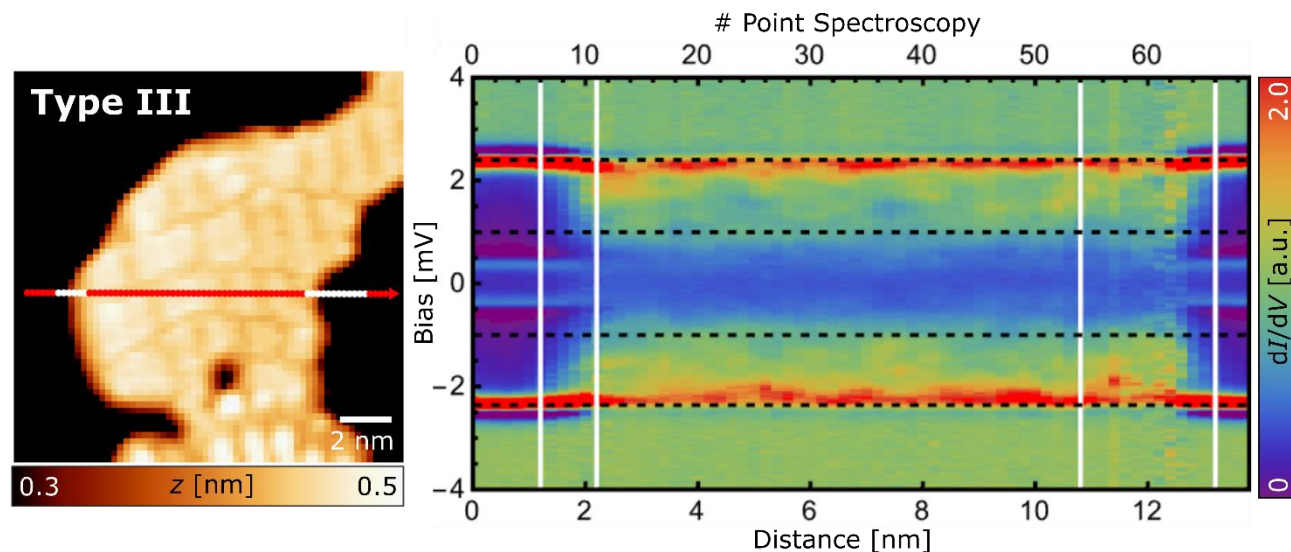 Type III
2 nm
0.3 z [nm] 0.5
# Point Spectroscopy
0 10 20 30 40 50 60
4
2
0
−2
−4
Bias [mV]
0 2 4 6 8 10 12
Distance [nm]
2.0
dI/dV [a.u.]
0